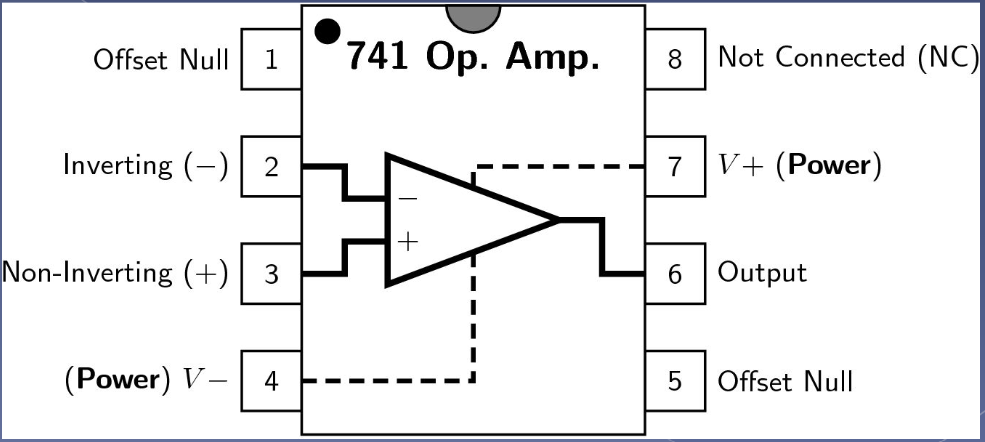 741 Op. Amp.
Offset Null 1
8 Not Connected (NC)
Inverting (−) 2
7 V+ (Power)
−
+
Non-Inverting (+) 3
6 Output
(Power) V− 4
5 Offset Null